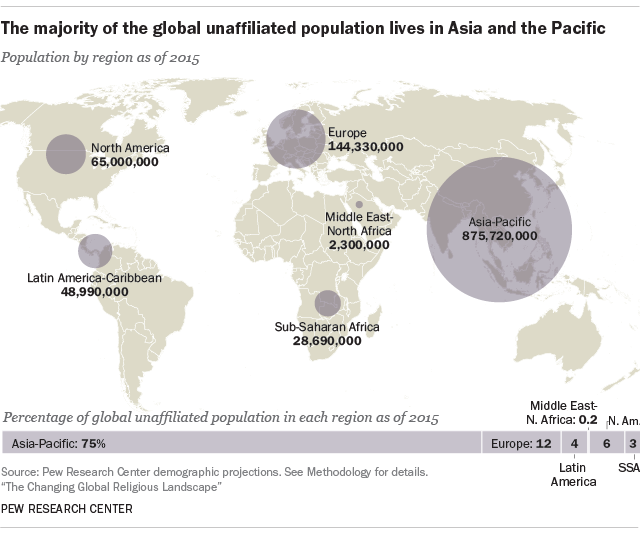 The majority of the global unaffiliated population lives in Asia and the Pacific
Population by region as of 2015
North America
65,000,000
Europe
144,330,000
Middle East-
North Africa
2,300,000
Asia-Pacific
875,720,000
Latin America-Caribbean
48,990,000
Sub-Saharan Africa
28,690,000
Percentage of global unaffiliated population in each region as of 2015
Middle East-
N. Africa: 0.2
N. Am.
Asia-Pacific: 75%
Europe: 12
4
6
3
Latin
America
SSA
Source: Pew Research Center demographic projections. See Methodology for details.
“The Changing Global Religious Landscape”
PEW RESEARCH CENTER